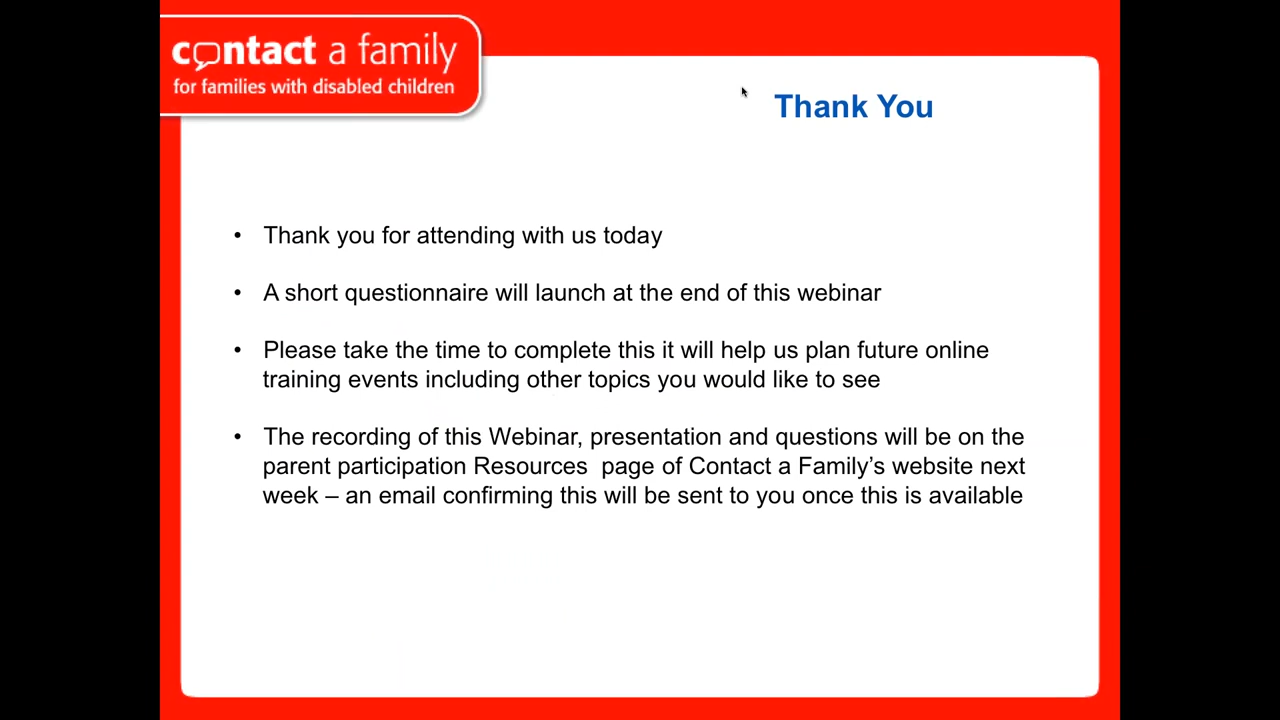 contact a family
for families with disabled children
Thank You
• Thank you for attending with us today
• A short questionnaire will launch at the end of this webinar
• Please take the time to complete this it will help us plan future online
training events including other topics you would like to see
• The recording of this Webinar, presentation and questions will be on the
parent participation Resources  page of Contact a Family’s website next
week – an email confirming this will be sent to you once this is available